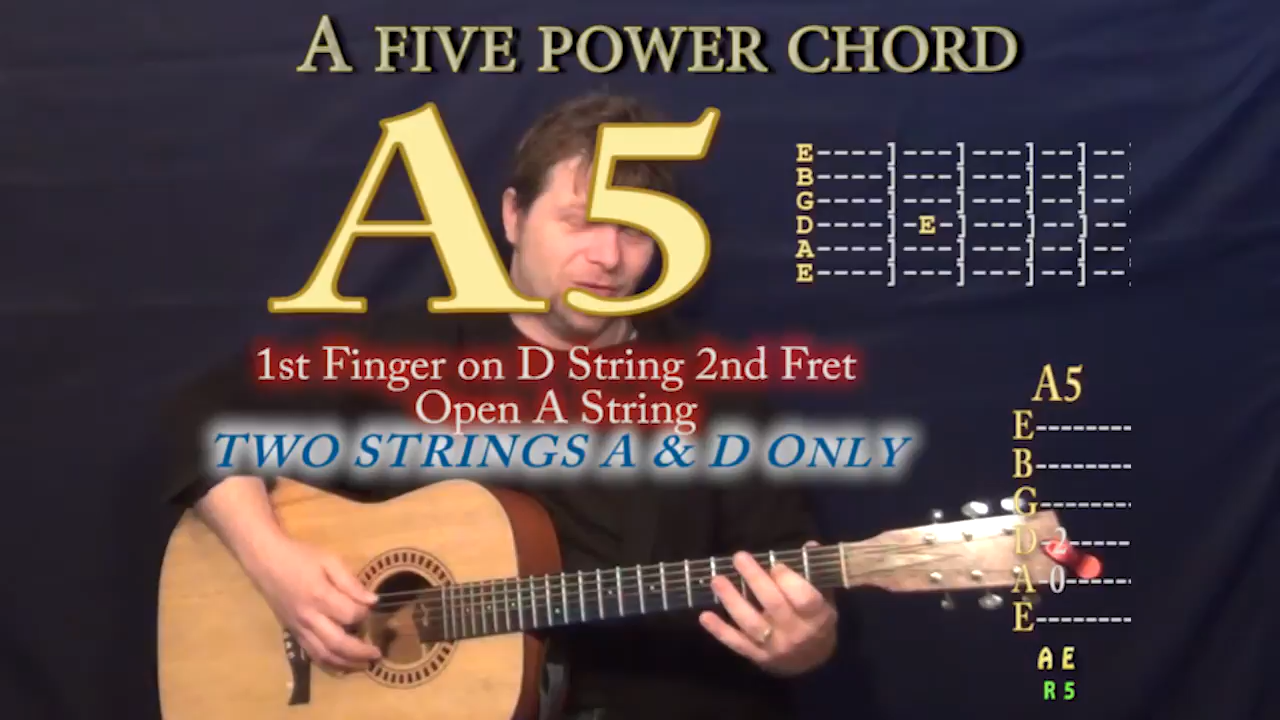 A FIVE POWER CHORD
A5
E----]---]---]--]--
B----]---]---]--]--
G----]---]---]--]--
D----]-E-]---]--]--
A----]---]---]--]--
E----]---]---]--]--
1st Finger on D String 2nd Fret
Open A String
TWO STRINGS A & D ONLY
A5
E--------
B--------
G--------
D-2------
A-0------
E--------
A E
R 5